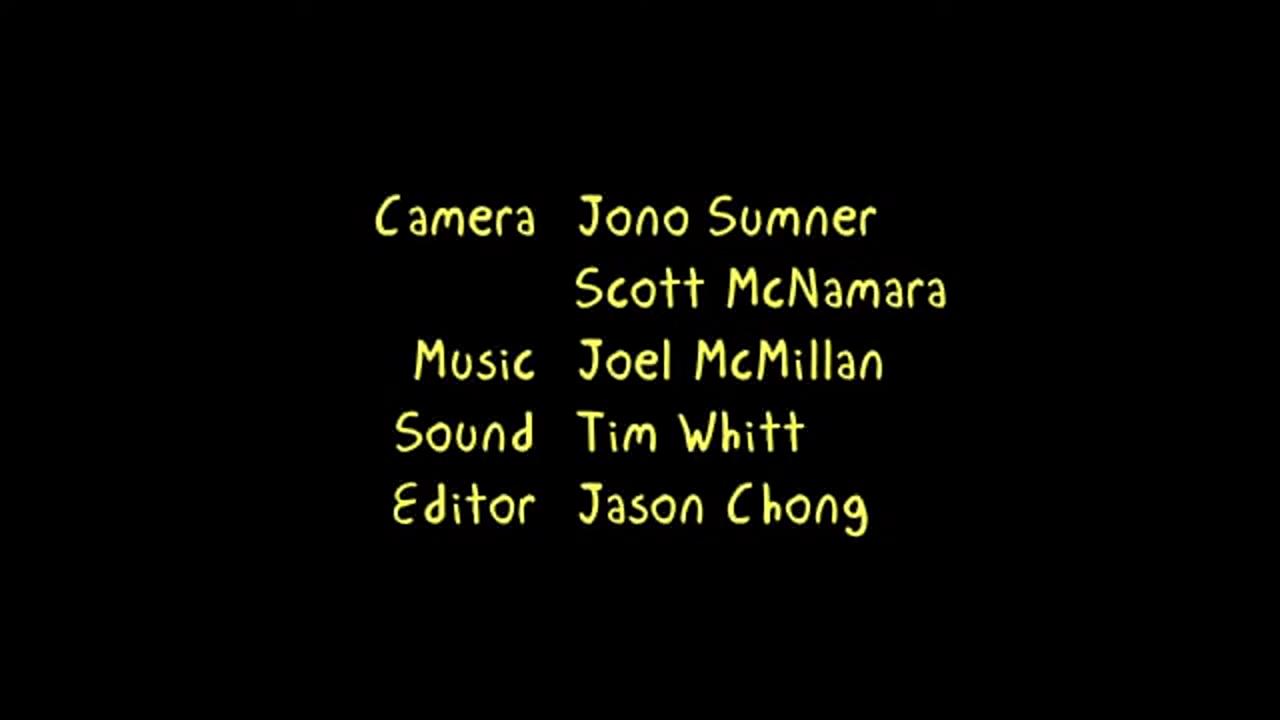 Camera Jono Sumner
Scott McNamara
Music Joel McMillan
Sound Tim Whitt
Editor Jason Chong